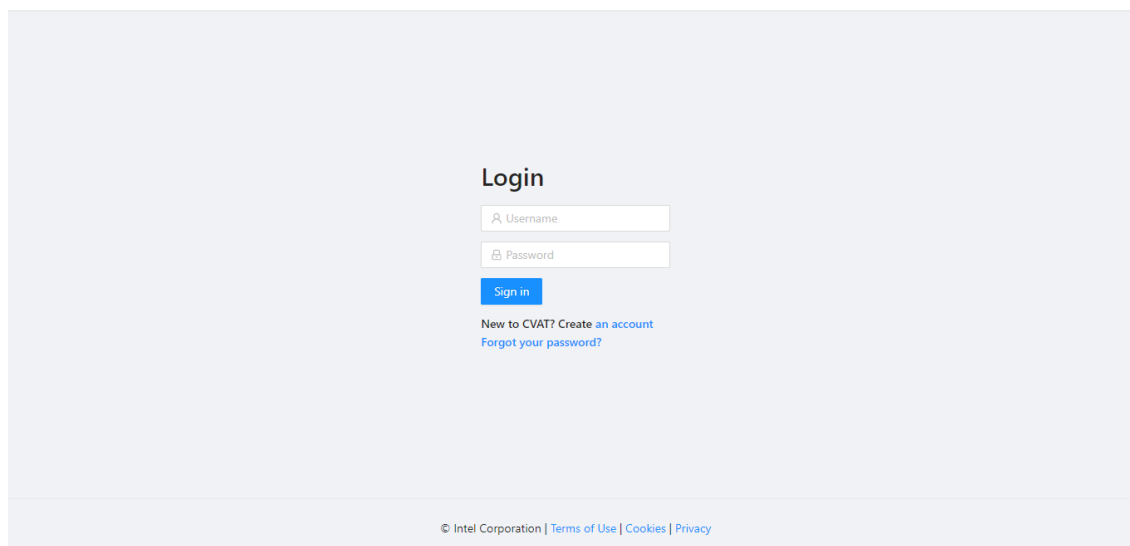 Login
Username
Password
Sign in
New to CVAT? Create an account
Forgot your password?
© Intel Corporation | Terms of Use | Cookies | Privacy